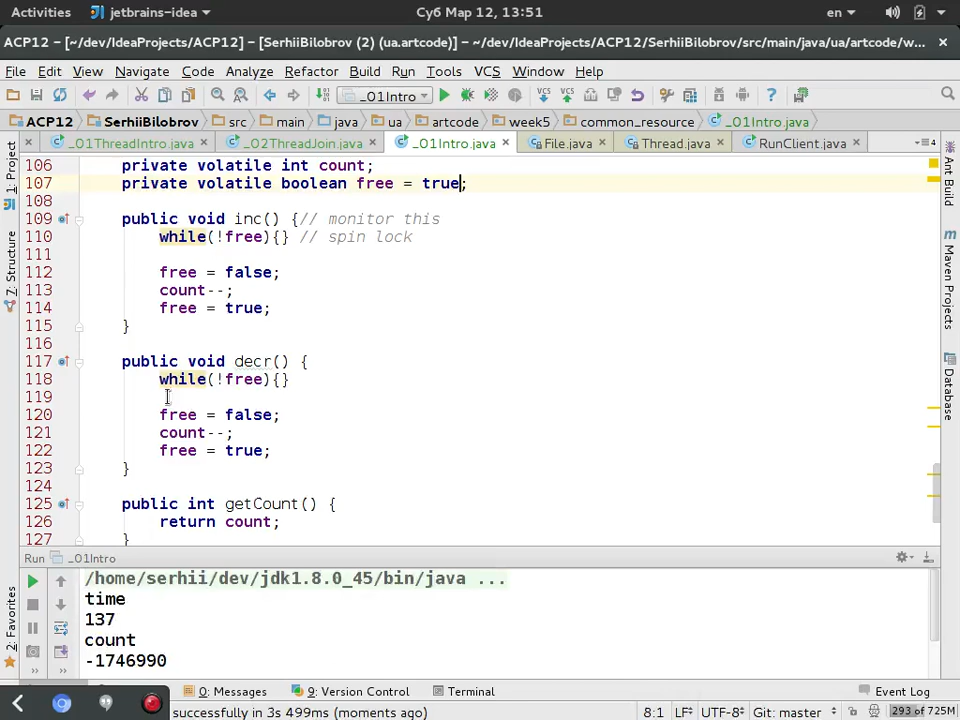 Activities jetbrains-idea Суб Мар 12, 13:51 en
ACP12 – [~/dev/IdeaProjects/ACP12] – [SerhiiBilobrov (2) (ua.artcode)] – ~/dev/IdeaProjects/ACP12/SerhiiBilobrov/src/main/java/ua/artcode/w...
File Edit View Navigate Code Analyze Refactor Build Run Tools VCS Window Help
_01Intro VCS VCS
ACP12 SerhiiBilobrov src main java ua artcode week5 common_resource _01Intro.java
_01ThreadIntro.java _02ThreadJoin.java _01Intro.java File.java Thread.java RunClient.java
1: Project
7: Structure
2: Favorites
Ant Build
Maven Projects
Database
106 private volatile int count;
107 private volatile boolean free = true;
108
109 public void inc() {// monitor this
110 while(!free){} // spin lock
111
112 free = false;
113 count--;
114 free = true;
115 }
116
117 public void decr() {
118 while(!free){}
119
120 free = false;
121 count--;
122 free = true;
123 }
124
125 public int getCount() {
126 return count;
127 }
Run _01Intro
/home/serhii/dev/jdk1.8.0_45/bin/java ...
time
137
count
-1746990
0: Messages 9: Version Control Terminal Event Log
successfully in 3s 499ms (moments ago) 8:1 LF UTF-8 Git: master 293 of 725M